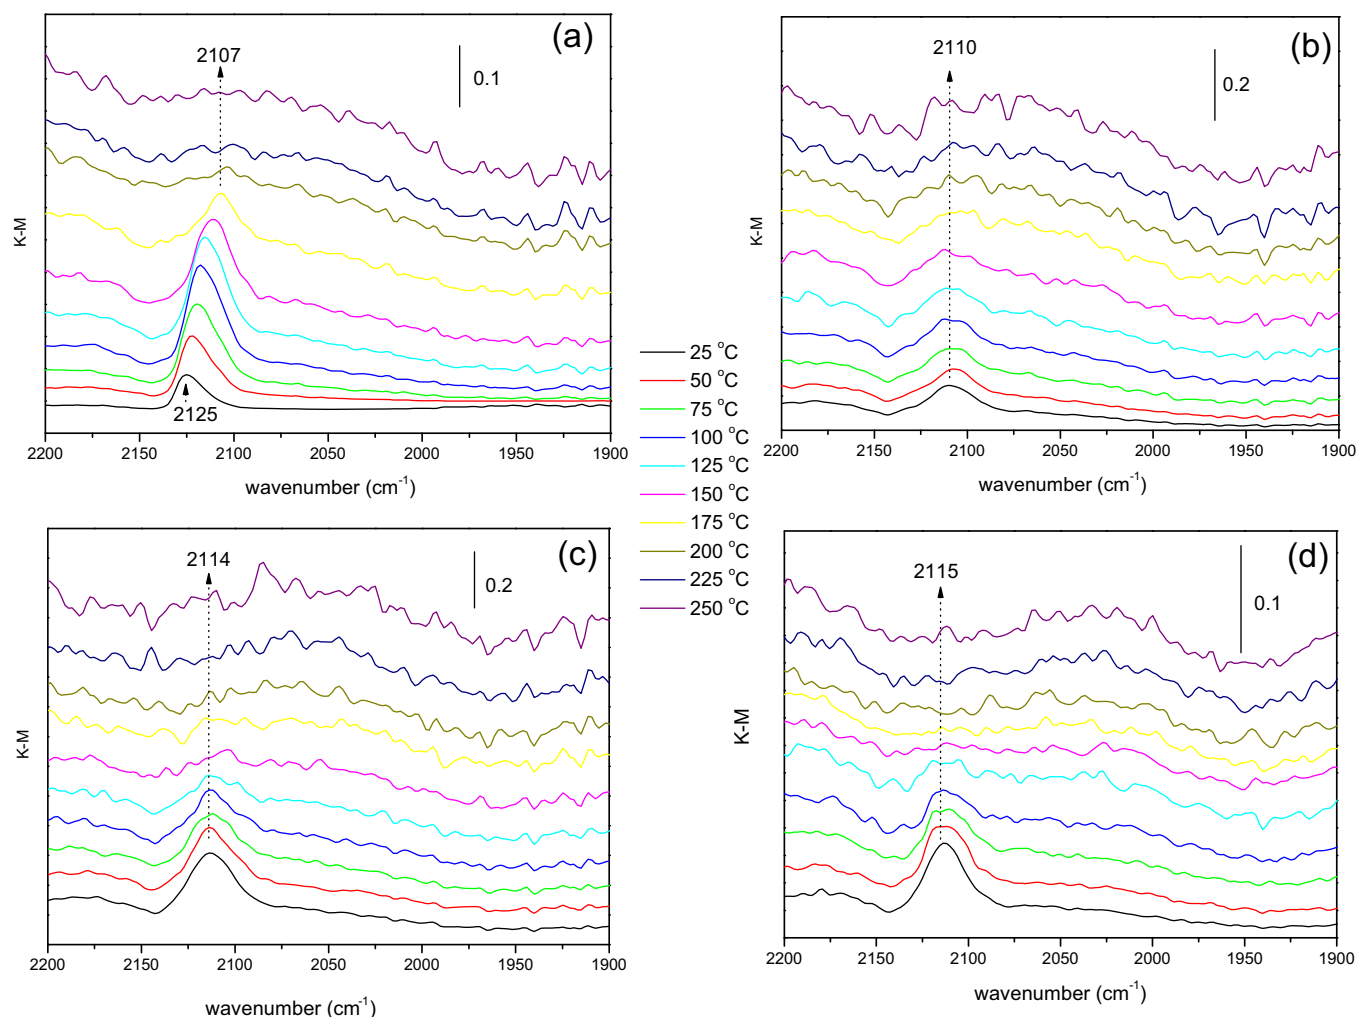 (a)
2107
0.1
K-M
2125
2200 2150 2100 2050 2000 1950 1900
wavenumber (cm⁻¹)
(b)
2110
0.2
K-M
2200 2150 2100 2050 2000 1950 1900
wavenumber (cm⁻¹)
25 °C
50 °C
75 °C
100 °C
125 °C
150 °C
175 °C
200 °C
225 °C
250 °C
(c)
2114
0.2
K-M
2200 2150 2100 2050 2000 1950 1900
wavenumber (cm⁻¹)
(d)
2115
0.1
K-M
2200 2150 2100 2050 2000 1950 1900
wavenumber (cm⁻¹)